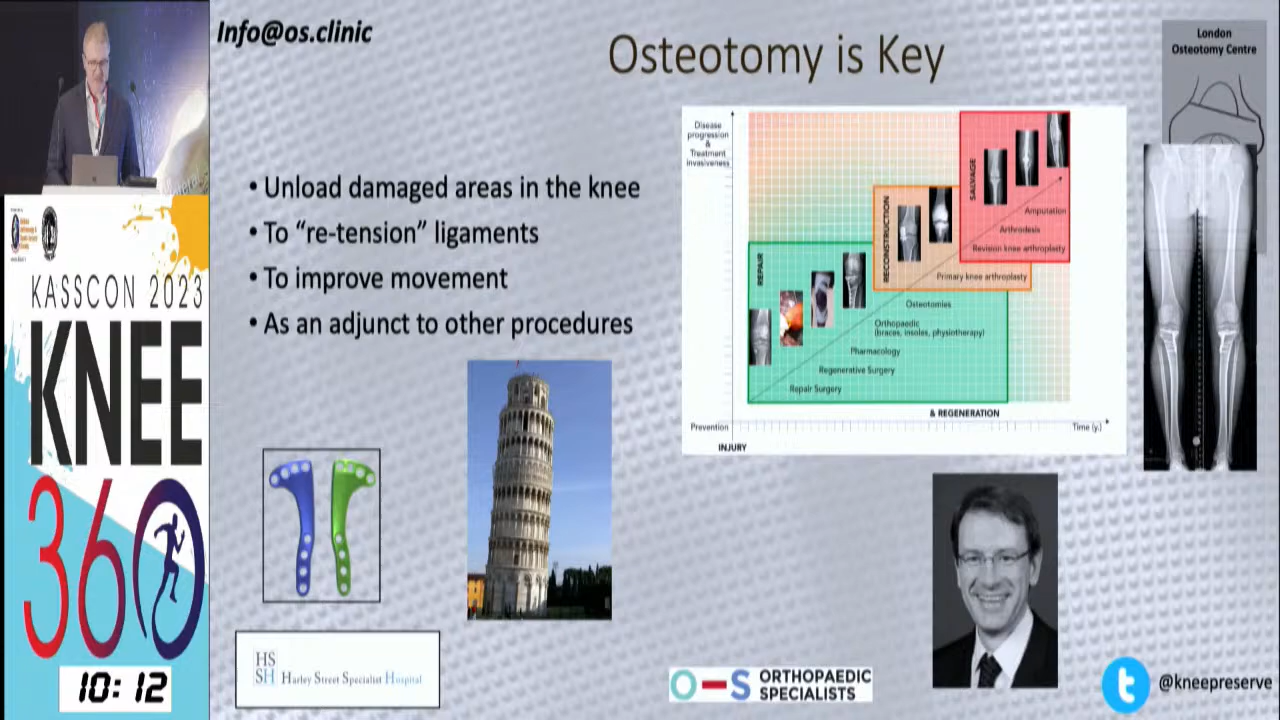 Info@os.clinic
Osteotomy is Key
London
Osteotomy Centre
• Unload damaged areas in the knee
• To “re-tension” ligaments
• To improve movement
• As an adjunct to other procedures
Disease
progression
&
Treatment
invasiveness
SALVAGE
Amputation
Arthrodesis
Revision knee arthroplasty
RECONSTRUCTION
Primary knee arthroplasty
REPAIR
Osteotomies
Orthopaedic
(braces, insoles, physiotherapy)
Pharmacology
Regenerative Surgery
Repair Surgery
& REGENERATION
Prevention
Time (y.)
INJURY
KASSCON 2023
KNEE
360
10:12
HS
SH
Harley Street Specialist Hospital
O-S ORTHOPAEDIC
SPECIALISTS
@kneepreserve